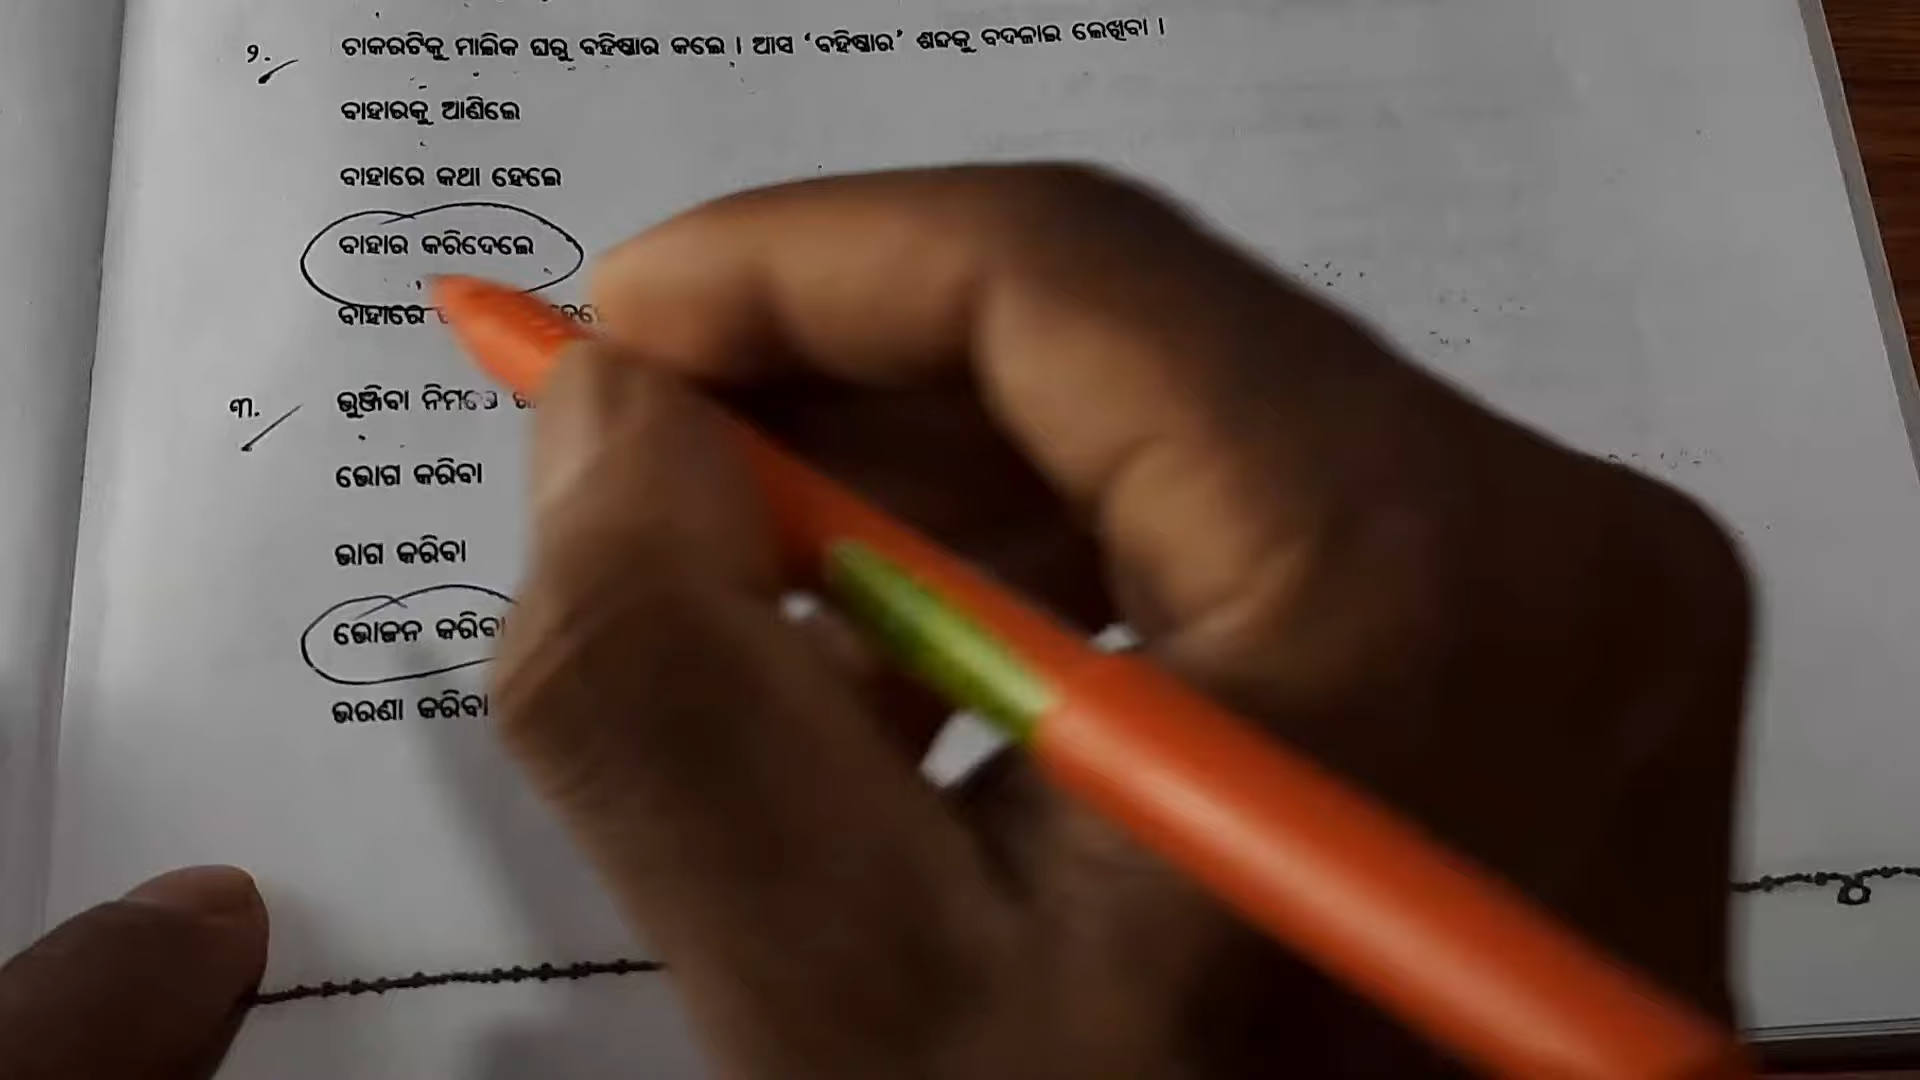 ୨. ଚାକରଟିକୁ ମାଲିକ ଘରୁ ବହିଷ୍କାର କଲେ । ଆସ ‘ବହିଷ୍କାର’ ଶବ୍ଦକୁ ବଦଳାଇ ଲେଖିବା ।
ବାହାରକୁ ଆଣିଲେ
ବାହାରେ କଥା ହେଲେ
ବାହାର କରିଦେଲେ
ବାହାରେ
୩. ଭୁଞ୍ଜିବା ନିମନ୍ତେ
ଭୋଗ କରିବା
ଭାଗ କରିବା
ଭୋଜନ କରିବା
ଭରଣା କରିବା